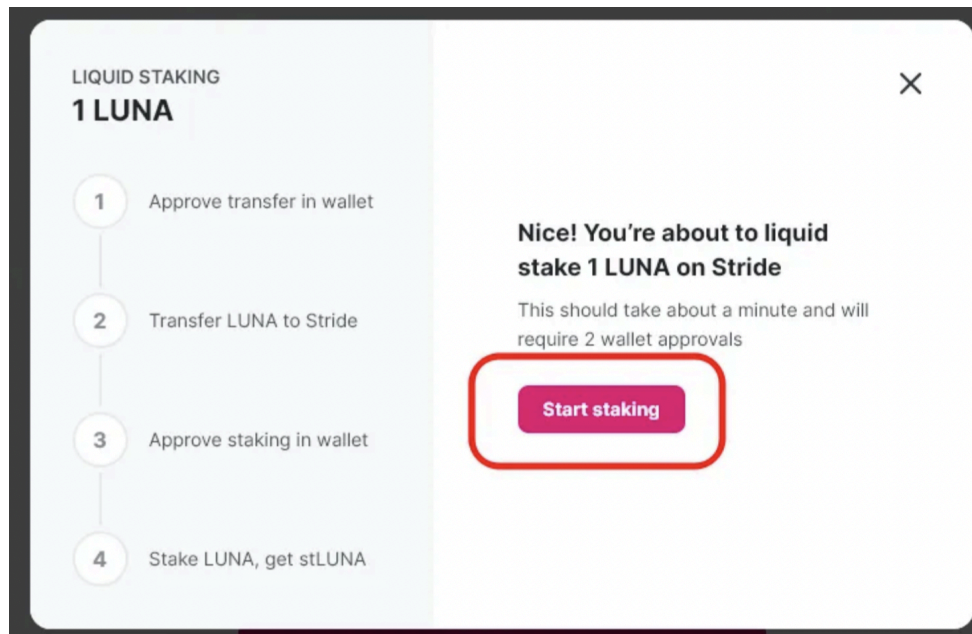 LIQUID STAKING
1 LUNA
1
Approve transfer in wallet
2
Transfer LUNA to Stride
3
Approve staking in wallet
4
Stake LUNA, get stLUNA
Nice! You’re about to liquid
stake 1 LUNA on Stride
This should take about a minute and will
require 2 wallet approvals
Start staking